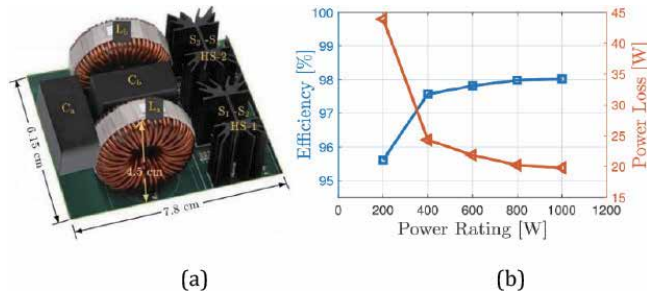 L_b
S_3 - S
HS-2
C_a
C_b
L_a
S_1 - S_2
HS-1
4.5 cm
6.15 cm
7.8 cm
(a)
Efficiency [%]
100
99
98
97
96
95
0
200
400
600
800
1000
1200
Power Rating [W]
45
40
35
30
25
20
15
Power Loss [W]
(b)